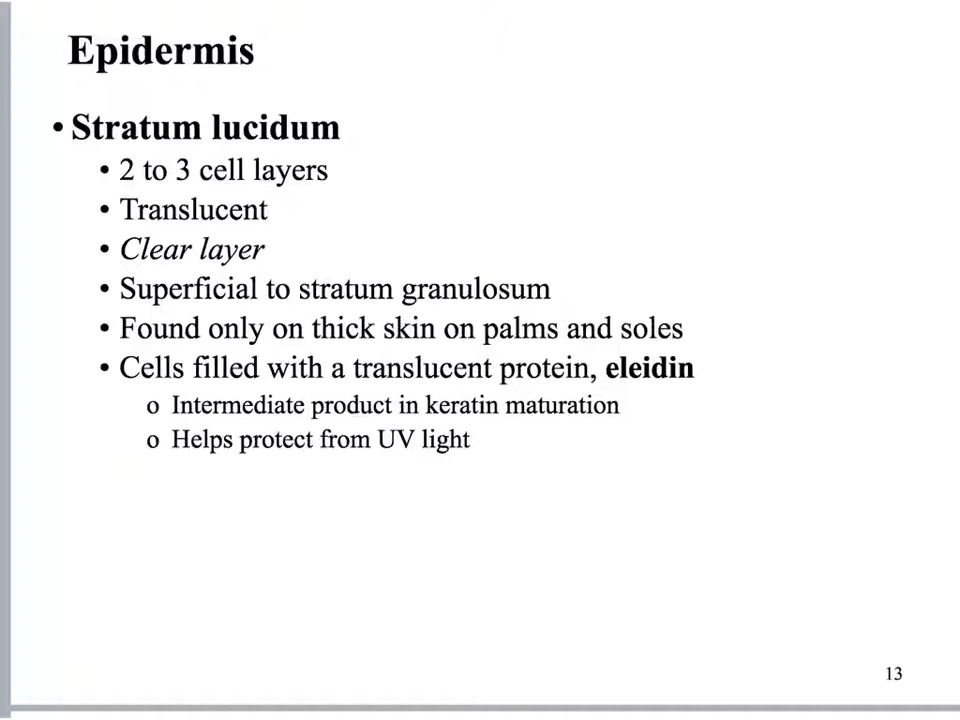 Epidermis
• Stratum lucidum
• 2 to 3 cell layers
• Translucent
• Clear layer
• Superficial to stratum granulosum
• Found only on thick skin on palms and soles
• Cells filled with a translucent protein, eleidin
o Intermediate product in keratin maturation
o Helps protect from UV light
13